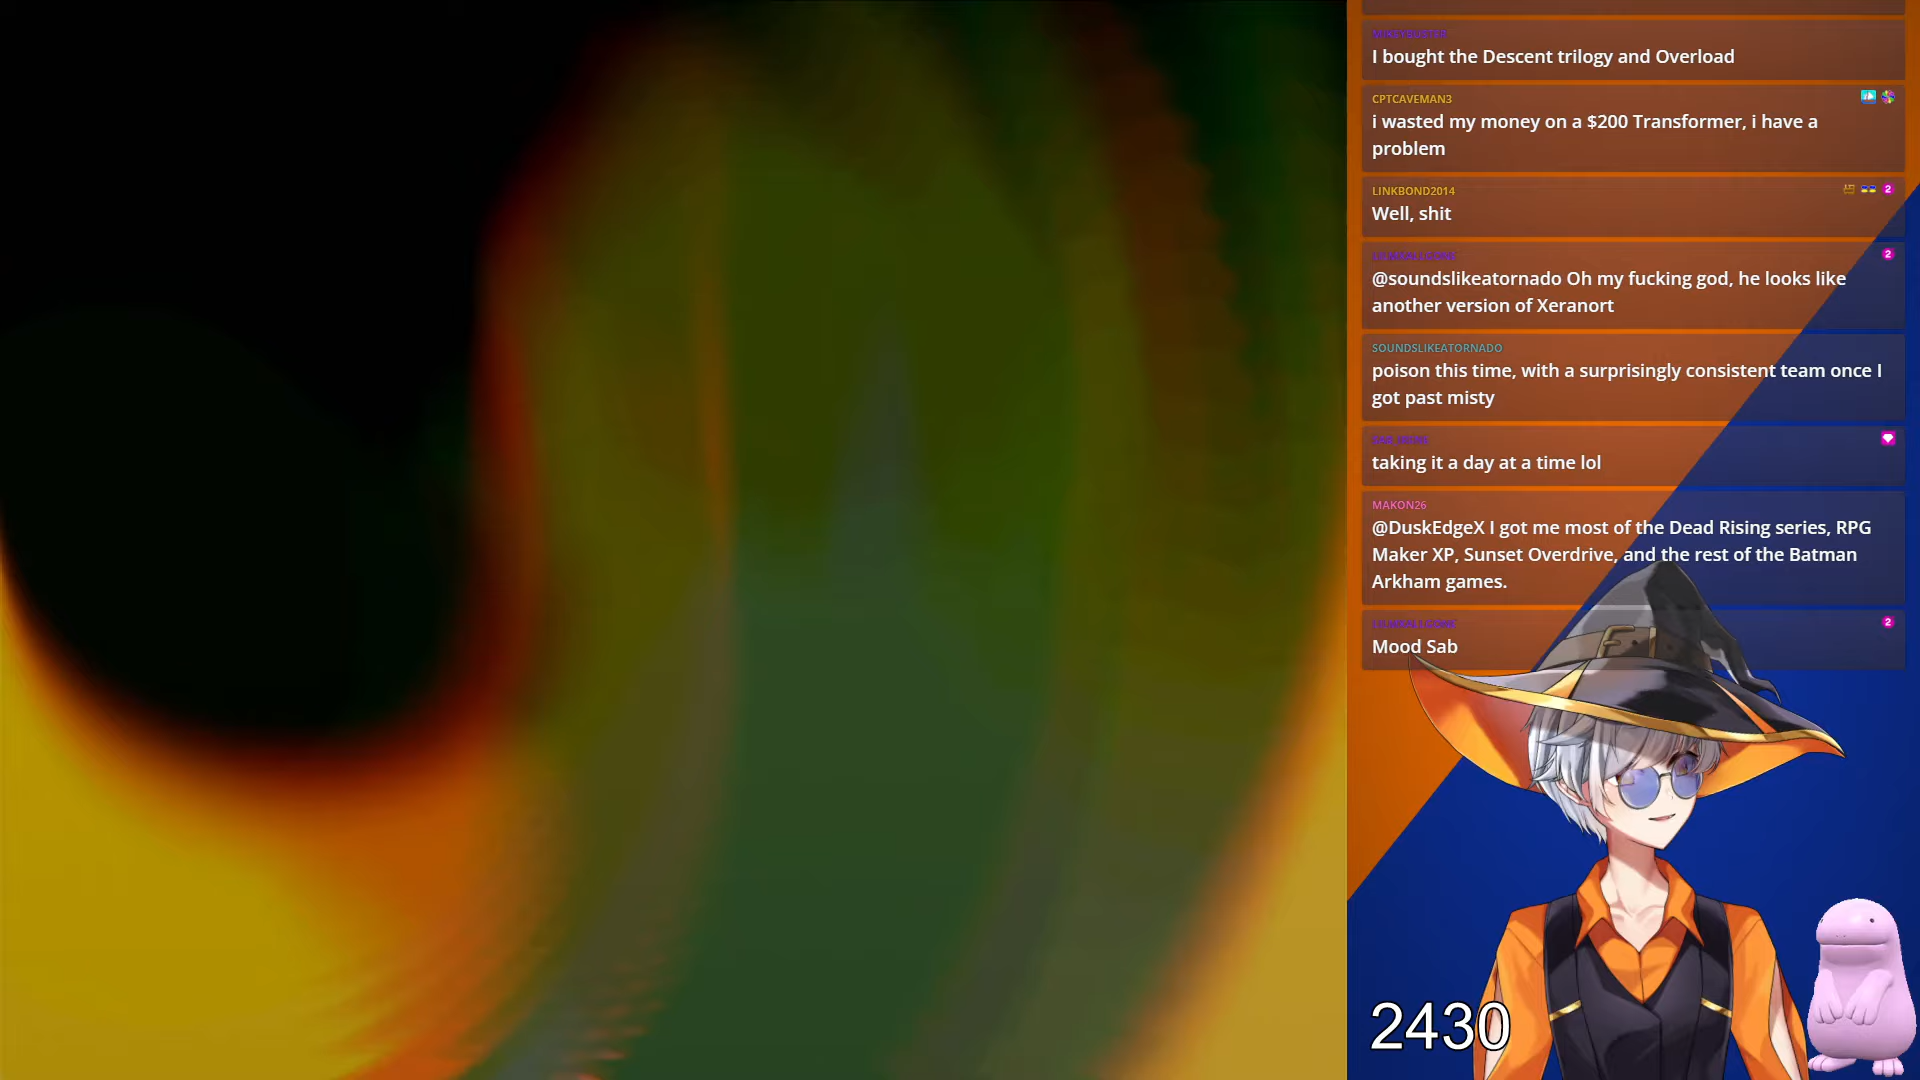 I bought the Descent trilogy and Overload
CPTCAVEMAN3
i wasted my money on a $200 Transformer, i have a
problem
LINKBOND2014
2
Well, shit
2
@soundslikeatornado Oh my fucking god, he looks like
another version of Xeranort
SOUNDSLIKEATORNADO
poison this time, with a surprisingly consistent team once I
got past misty
taking it a day at a time lol
MAKON26
@DuskEdgeX I got me most of the Dead Rising series, RPG
Maker XP, Sunset Overdrive, and the rest of the Batman
Arkham games.
2
Mood Sab
2430